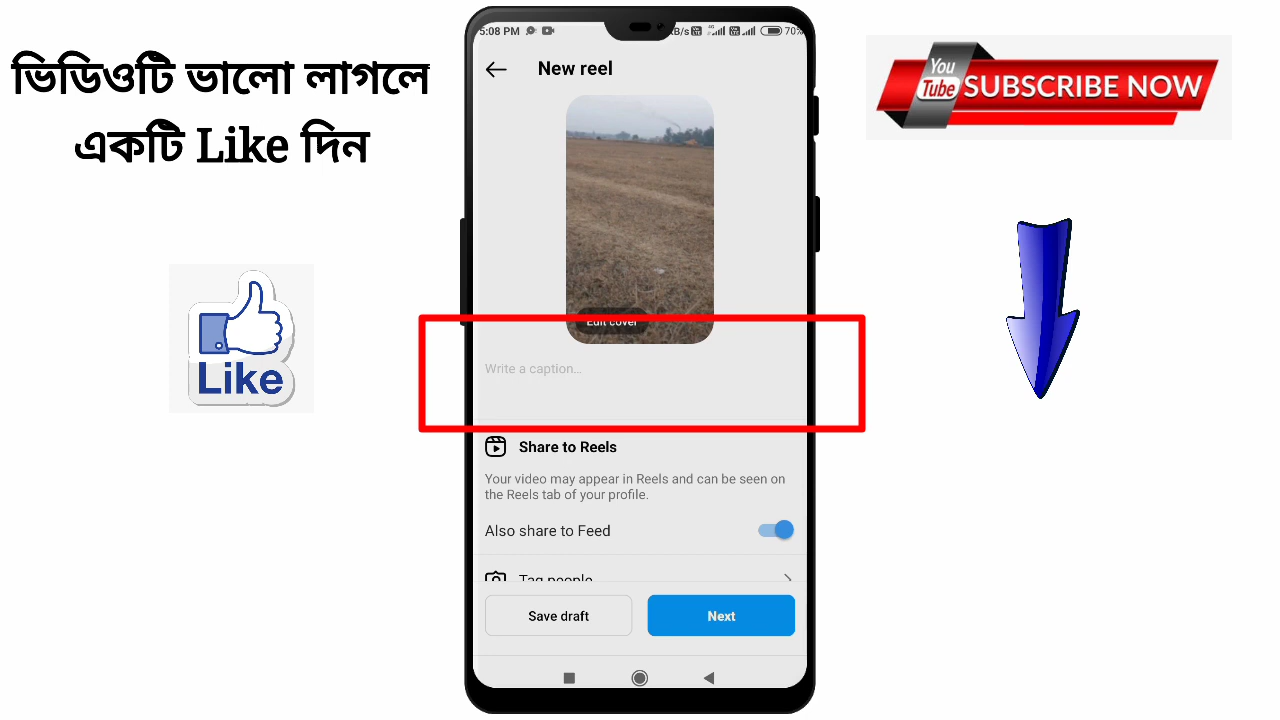 ভিডিওটি ভালো লাগলে
একটি Like দিন
Like
5:08 PM
70%
New reel
Edit cover
Write a caption...
Share to Reels
Your video may appear in Reels and can be seen on
the Reels tab of your profile.
Also share to Feed
Tag people
Save draft
Next
You
Tube
SUBSCRIBE NOW